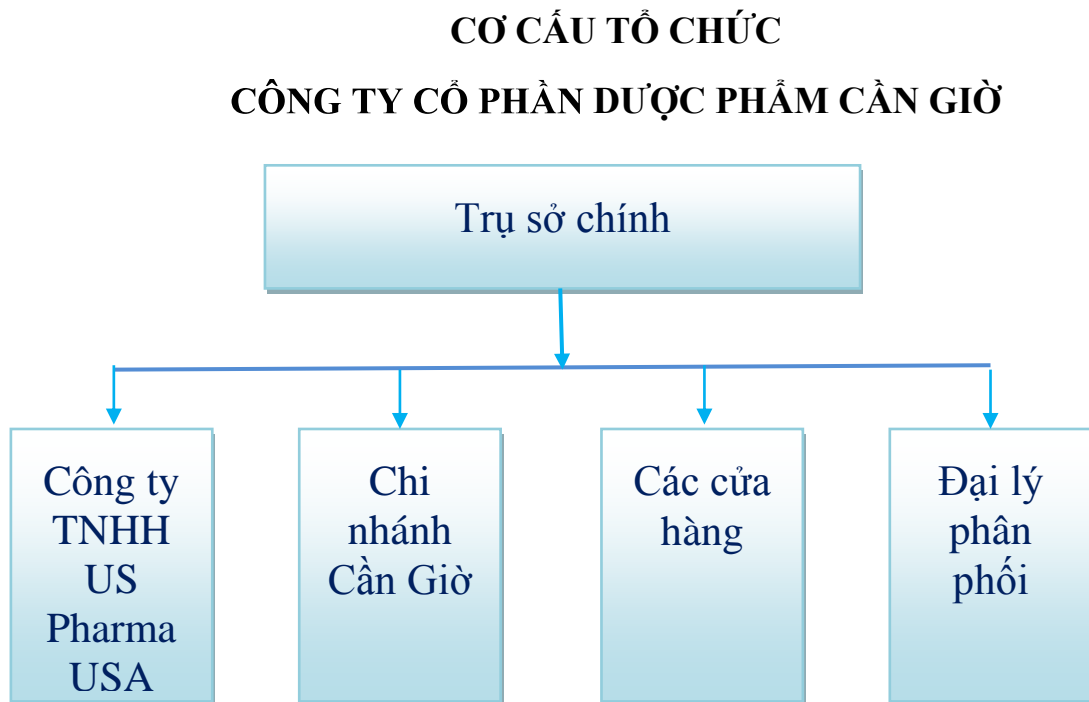 CƠ CẤU TỔ CHỨC
CÔNG TY CỔ PHẦN DƯỢC PHẨM CẦN GIỜ
Trụ sở chính
Công ty
TNHH
US
Pharma
USA
Chi
nhánh
Cần Giờ
Các cửa
hàng
Đại lý
phân
phối